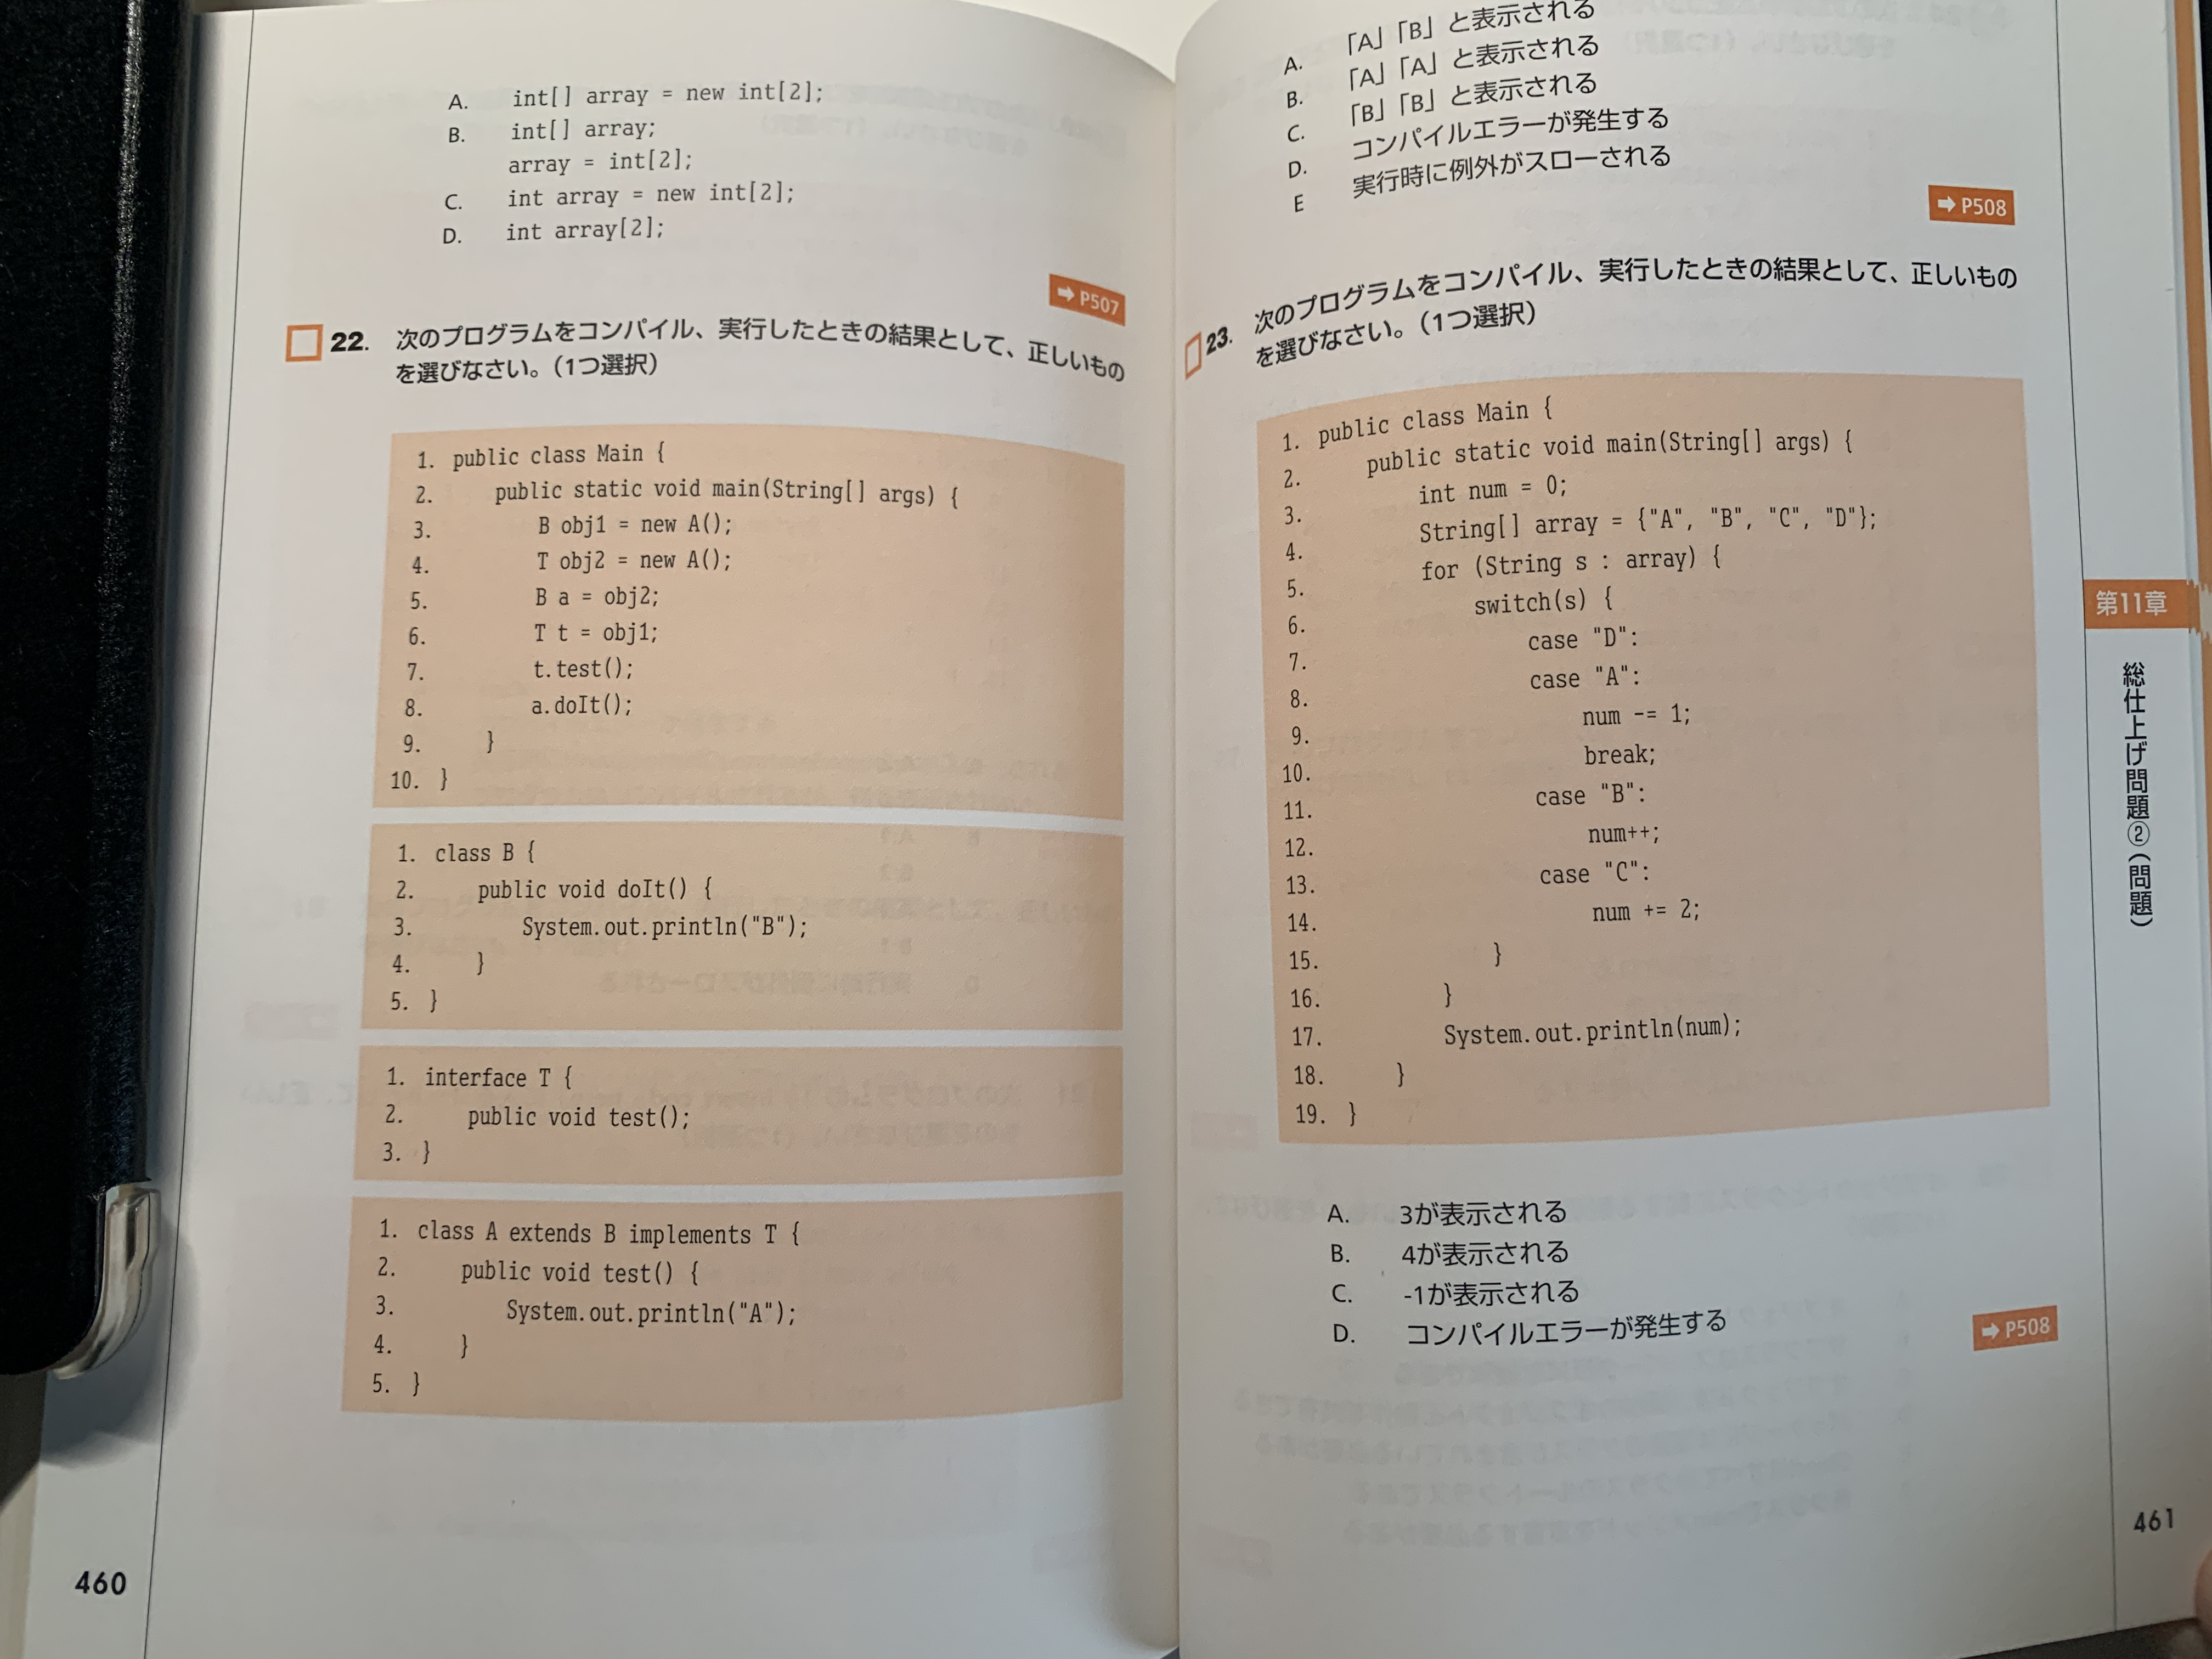 A. int[] array = new int[2];
B. int[] array;
array = int[2];
C. int array = new int[2];
D. int array[2];
➡P507
22. 次のプログラムをコンパイル、実行したときの結果として、正しいもの
を選びなさい。(1つ選択)
1. public class Main {
2. public static void main(String[] args) {
3. B obj1 = new A();
4. T obj2 = new A();
5. B a = obj2;
6. T t = obj1;
7. t.test();
8. a.doIt();
9. }
10. }
1. class B {
2. public void doIt() {
3. System.out.println("B");
4. }
5. }
1. interface T {
2. public void test();
3. }
1. class A extends B implements T {
2. public void test() {
3. System.out.println("A");
4. }
5. }
460
A. 「A」「B」と表示される
B. 「A」「A」と表示される
C. 「B」「B」と表示される
D. コンパイルエラーが発生する
E 実行時に例外がスローされる
➡P508
23. 次のプログラムをコンパイル、実行したときの結果として、正しいもの
を選びなさい。(1つ選択)
1. public class Main {
2. public static void main(String[] args) {
3. int num = 0;
4. String[] array = {"A", "B", "C", "D"};
5. for (String s : array) {
6. switch(s) {
7. case "D":
8. case "A":
9. num -= 1;
10. break;
11. case "B":
12. num++;
13. case "C":
14. num += 2;
15. }
16. }
17. System.out.println(num);
18. }
19. }
A. 3が表示される
B. 4が表示される
C. -1が表示される
D. コンパイルエラーが発生する
➡P508
第11章
総仕上げ問題②(問題)
461